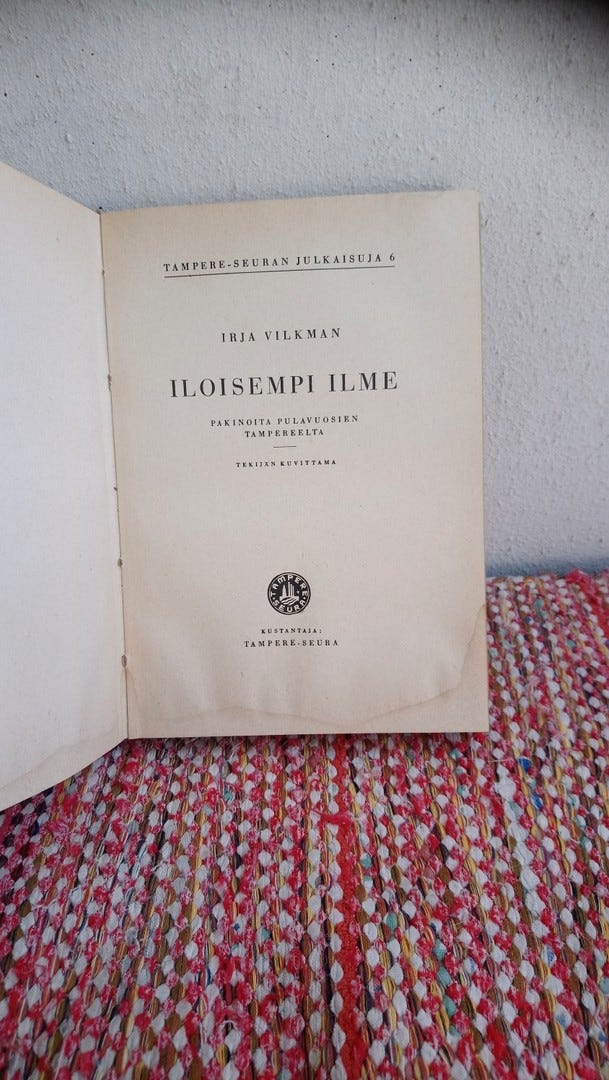 TAMPERE-SEURAN JULKAISUJA 6
IRJA VILKMAN
ILOISEMPI ILME
PAKINOITA PULAVUOSIEN
TAMPEREELTA
TEKIJÄN KUVITTAMA
TAMPERE
SEURA
KUSTANTAJA:
TAMPERE-SEURA